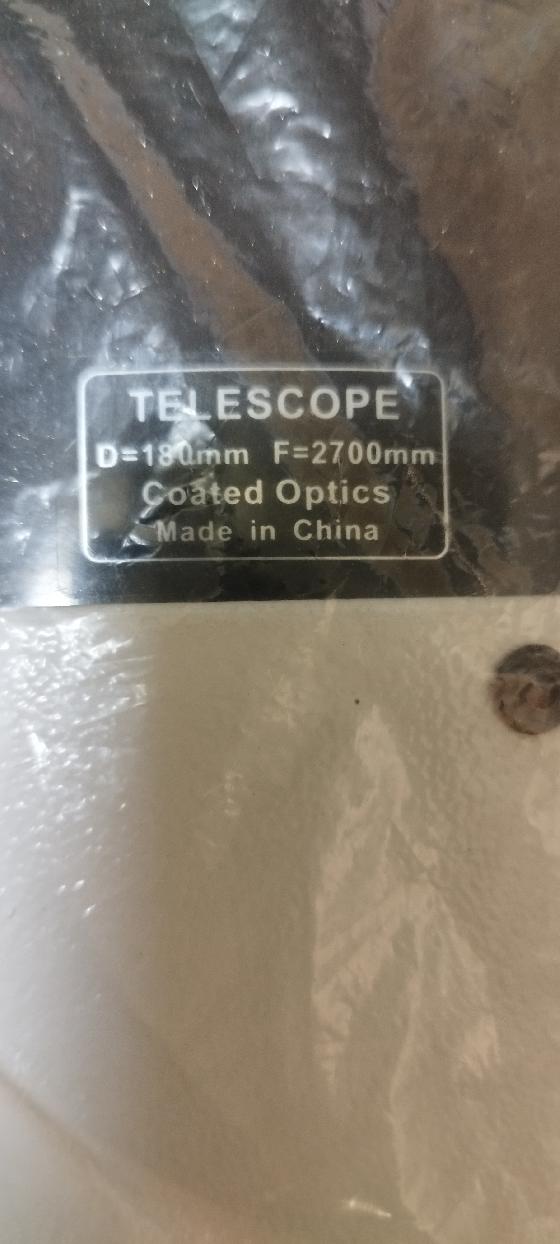 TELESCOPE
D=180mm F=2700mm
Coated Optics
Made in China